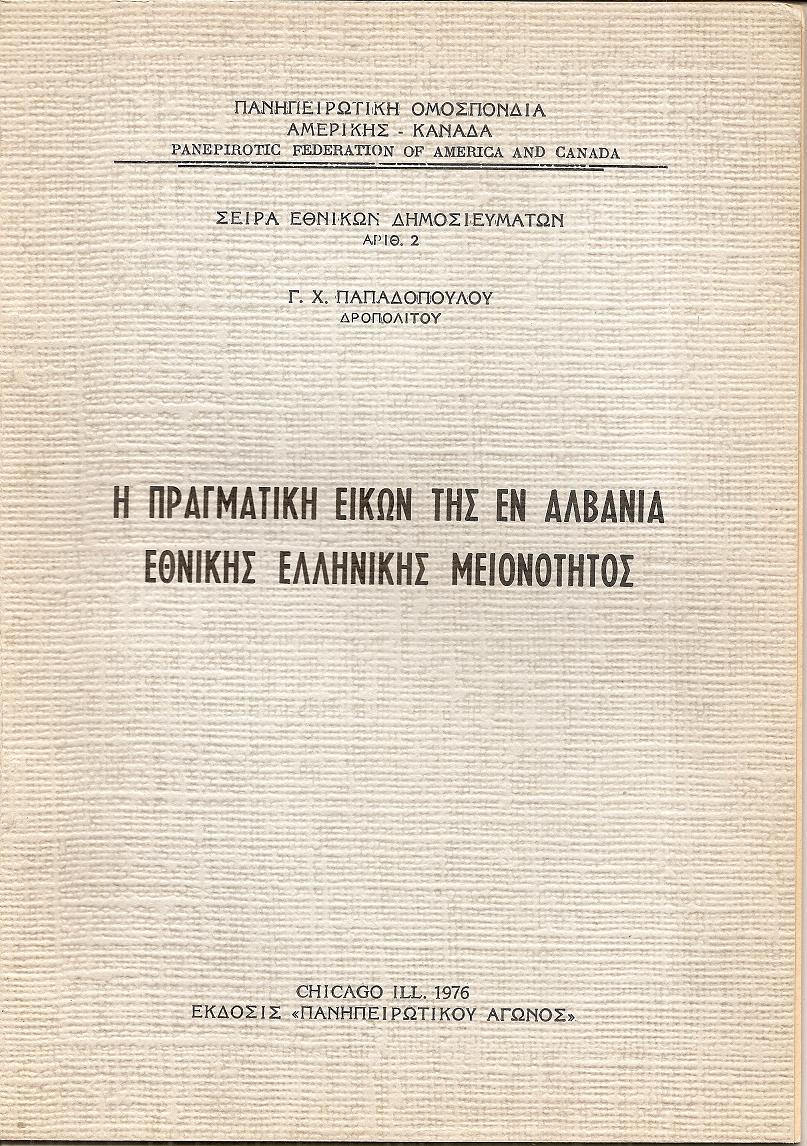 ΠΑΝΗΠΕΙΡΩΤΙΚΗ ΟΜΟΣΠΟΝΔΙΑ
ΑΜΕΡΙΚΗΣ - ΚΑΝΑΔΑ
PANEPIROTIC FEDERATION OF AMERICA AND CANADA
ΣΕΙΡΑ ΕΘΝΙΚΩΝ ΔΗΜΟΣΙΕΥΜΑΤΩΝ
ΑΡΙΘ. 2
Γ. Χ. ΠΑΠΑΔΟΠΟΥΛΟΥ
ΔΡΟΠΟΛΙΤΟΥ
Η ΠΡΑΓΜΑΤΙΚΗ ΕΙΚΩΝ ΤΗΣ ΕΝ ΑΛΒΑΝΙΑ
ΕΘΝΙΚΗΣ ΕΛΛΗΝΙΚΗΣ ΜΕΙΟΝΟΤΗΤΟΣ
CHICAGO ILL. 1976
ΕΚΔΟΣΙΣ «ΠΑΝΗΠΕΙΡΩΤΙΚΟΥ ΑΓΩΝΟΣ».